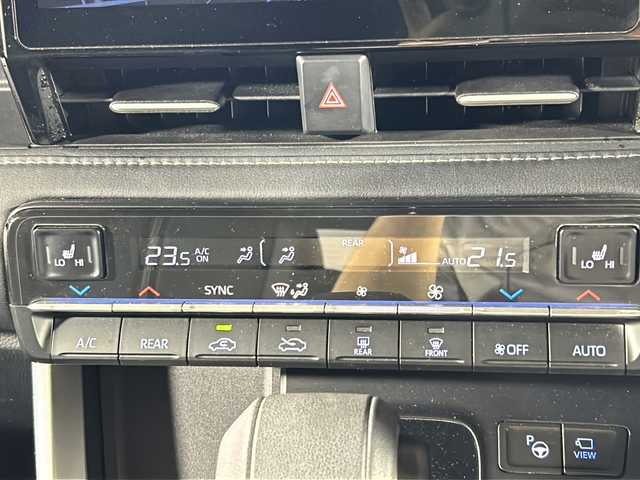 LO HI
23.5 A/C ON
REAR
AUTO 21.5
LO HI
SYNC
A/C
REAR
REAR
FRONT
OFF
AUTO
P
VIEW